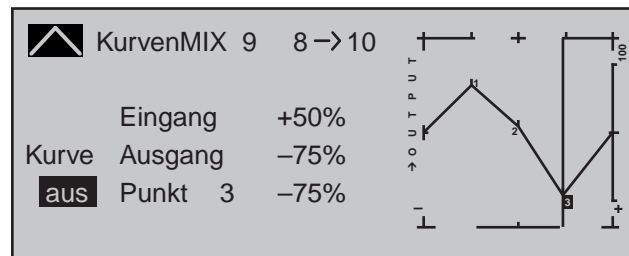 KurvenMIX 9 8 –> 10
Eingang +50%
Kurve Ausgang –75%
aus Punkt 3 –75%
→ OUTPUT
1
2
3
100
–
+